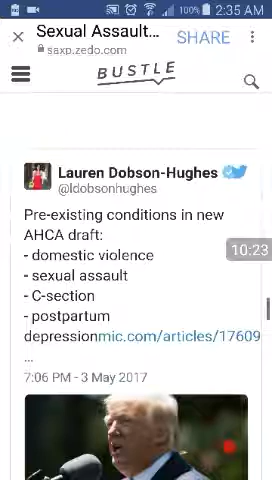 100% 2:35 AM
Sexual Assault... SHARE
saxp.zedo.com
BUSTLE
Lauren Dobson-Hughes
@ldobsonhughes
Pre-existing conditions in new
AHCA draft:
- domestic violence
10:23
- sexual assault
- C-section
- postpartum
depressionmic.com/articles/17609
...
7:06 PM - 3 May 2017